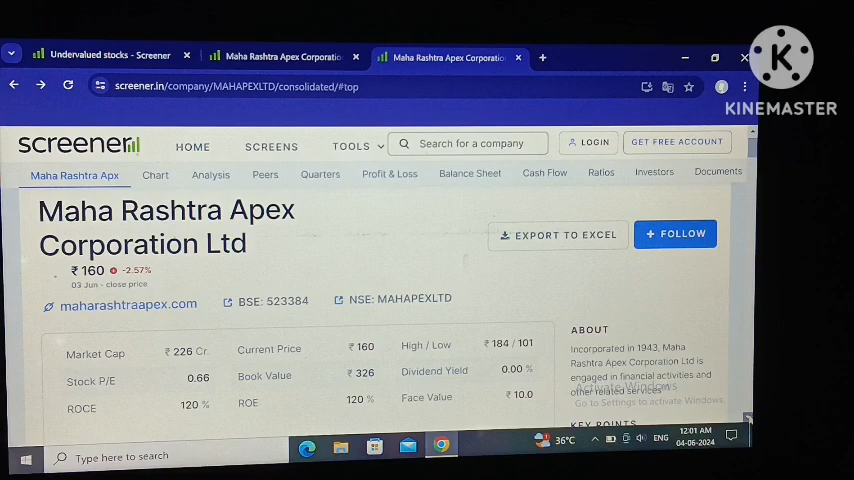 Undervalued stocks - Screener
Maha Rashtra Apex Corporatio
Maha Rashtra Apex Corporatio
KINEMASTER
screener.in/company/MAHAPEXLTD/consolidated/#top
screener
HOME
SCREENS
TOOLS
Search for a company
LOGIN
GET FREE ACCOUNT
Maha Rashtra Apx
Chart
Analysis
Peers
Quarters
Profit & Loss
Balance Sheet
Cash Flow
Ratios
Investors
Documents
Maha Rashtra Apex
Corporation Ltd
EXPORT TO EXCEL
+ FOLLOW
₹ 160 -2.57%
03 Jun - close price
maharashtraapex.com
BSE: 523384
NSE: MAHAPEXLTD
Market Cap ₹ 226 Cr.
Current Price ₹ 160
High / Low ₹ 184 / 101
Stock P/E 0.66
Book Value ₹ 326
Dividend Yield 0.00 %
ROCE 120 %
ROE 120 %
Face Value ₹ 10.0
ABOUT
Incorporated in 1943, Maha
Rashtra Apex Corporation Ltd is
engaged in financial activities and
other related services.
Activate Windows
Go to Settings to activate Windows.
KEY POINTS
Type here to search
36°C
ENG
12:01 AM
04-06-2024